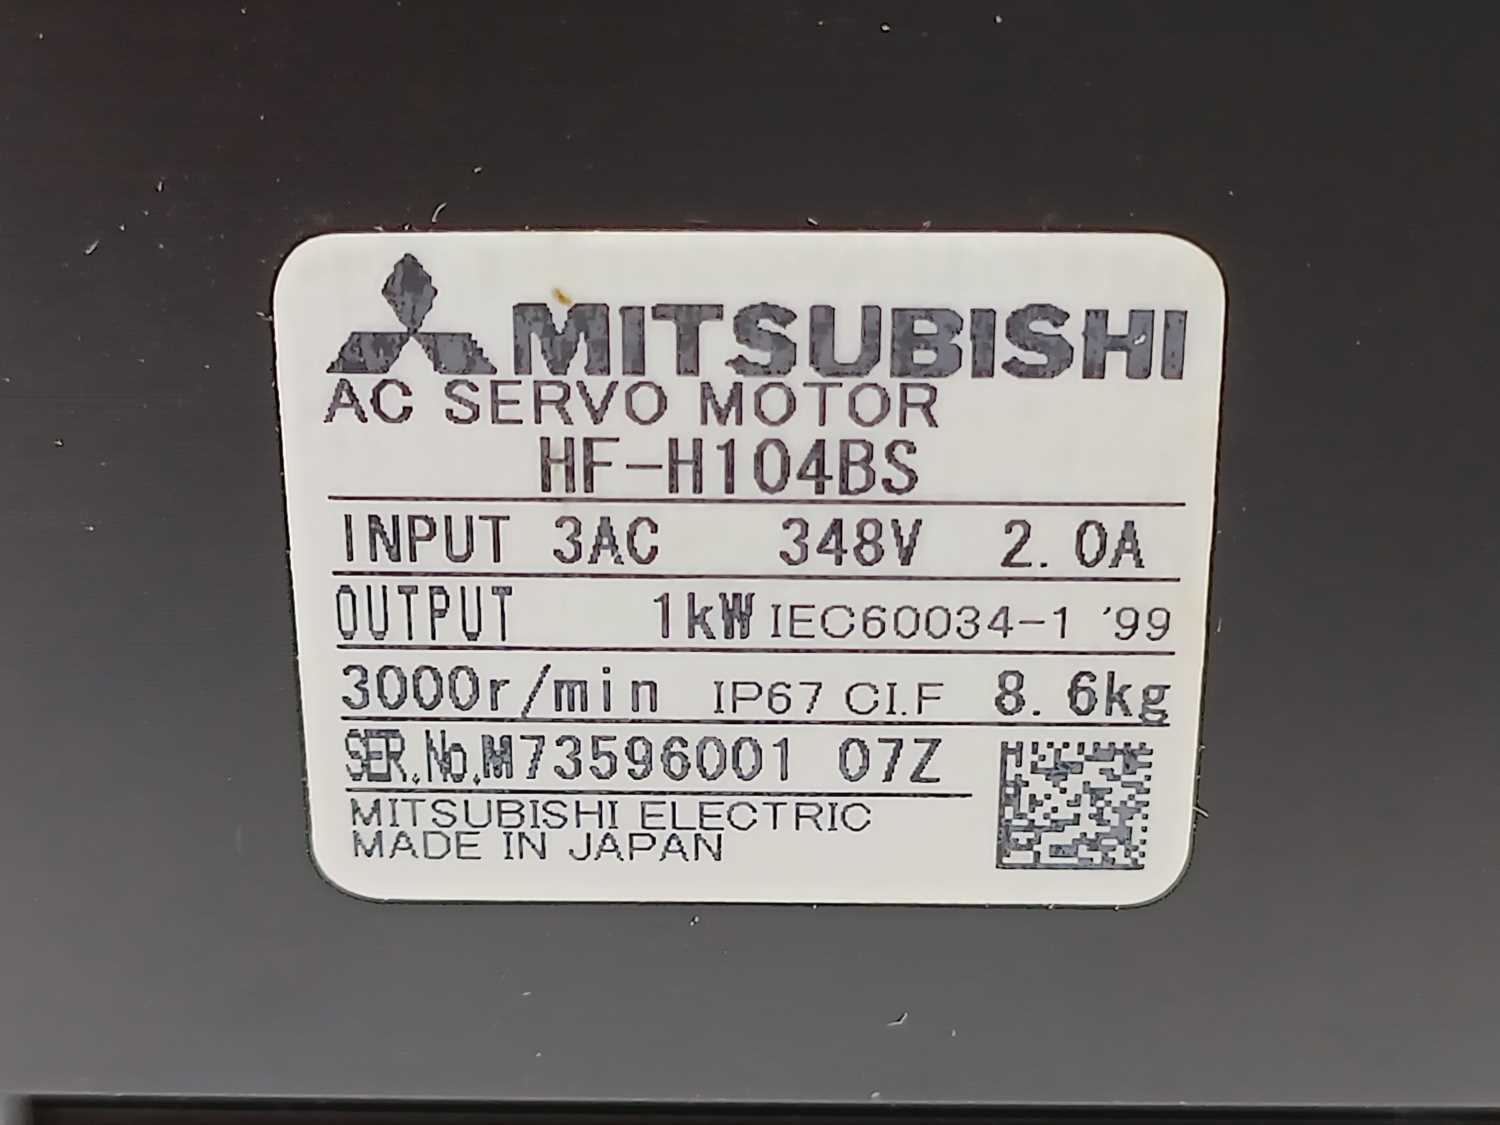 MITSUBISHI
AC SERVO MOTOR
HF-H104BS
INPUT 3AC 348V 2.0A
OUTPUT 1kW IEC60034-1 '99
3000r/min IP67 CI.F 8.6kg
SER.No.M73596001 07Z
MITSUBISHI ELECTRIC
MADE IN JAPAN